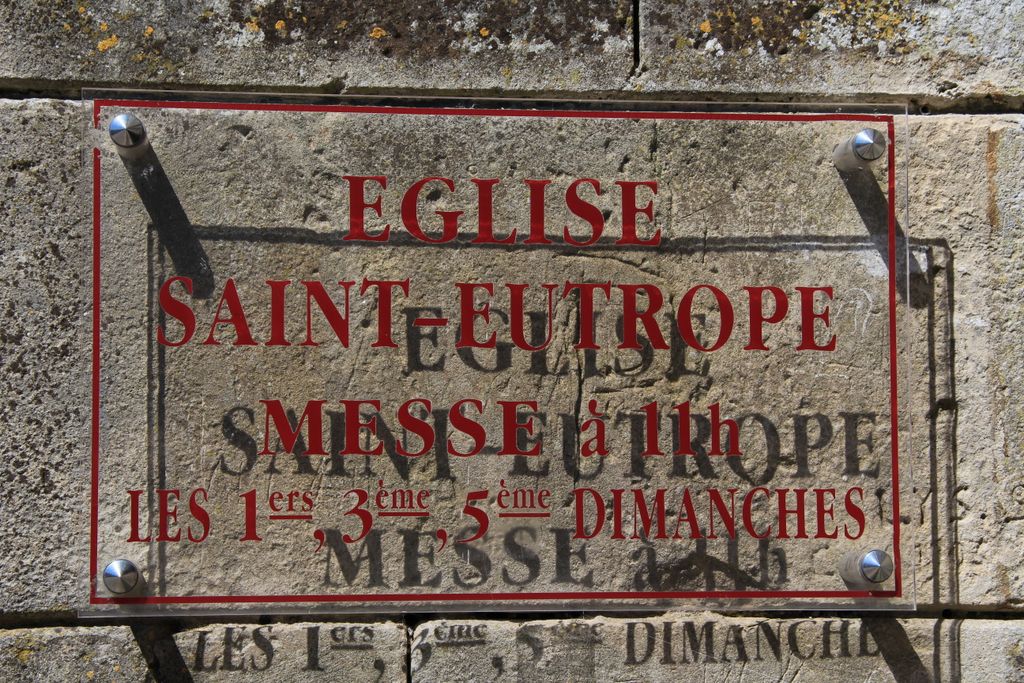 EGLISE
SAINT-EUTROPE
MESSE à 11h
LES 1ers, 3ème, 5ème DIMANCHES